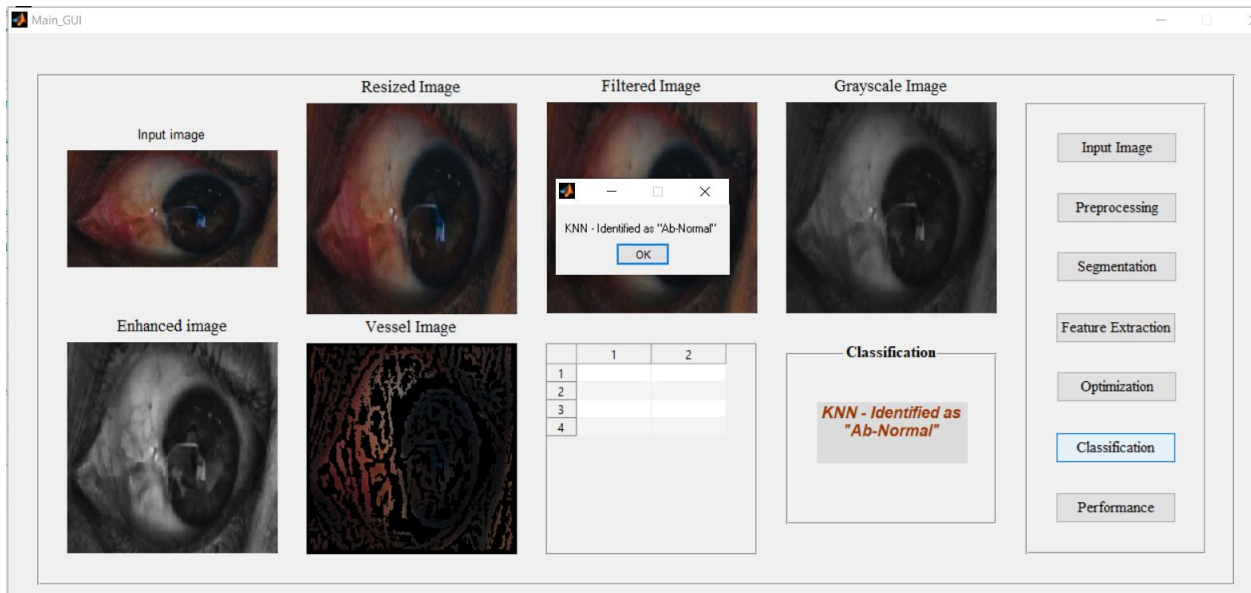 Main_GUI
Resized Image
Filtered Image
Grayscale Image
Input image
Input Image
Preprocessing
KNN - Identified as "Ab-Normal"
OK
Segmentation
Enhanced image
Vessel Image
Feature Extraction
1 2
1
2
3
4
Classification
KNN - Identified as
"Ab-Normal"
Optimization
Classification
Performance